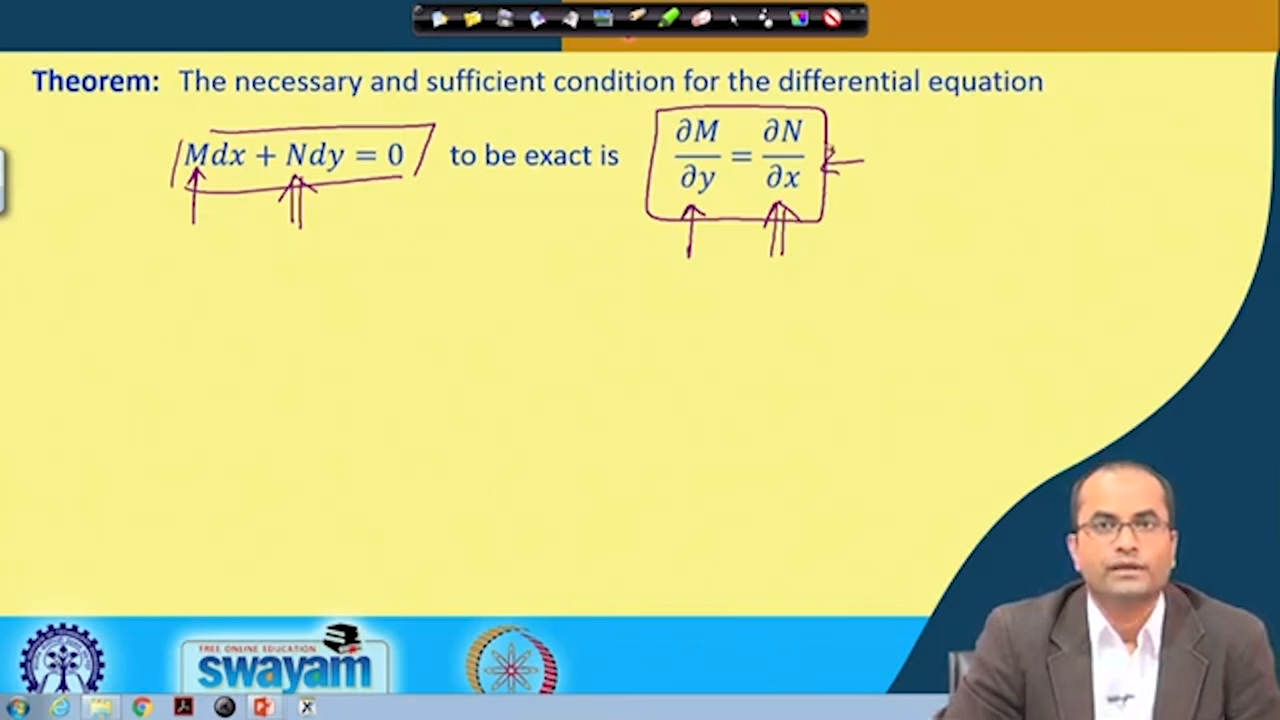 Theorem: The necessary and sufficient condition for the differential equation
Mdx + Ndy = 0 to be exact is ∂M/∂y = ∂N/∂x
FREE ONLINE EDUCATION
swayam